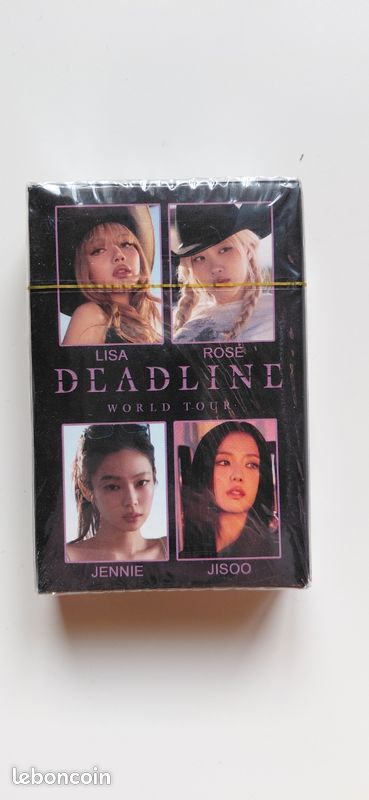 LISA
ROSÉ
DEADLINE
WORLD TOUR
JENNIE
JISOO
leboncoin